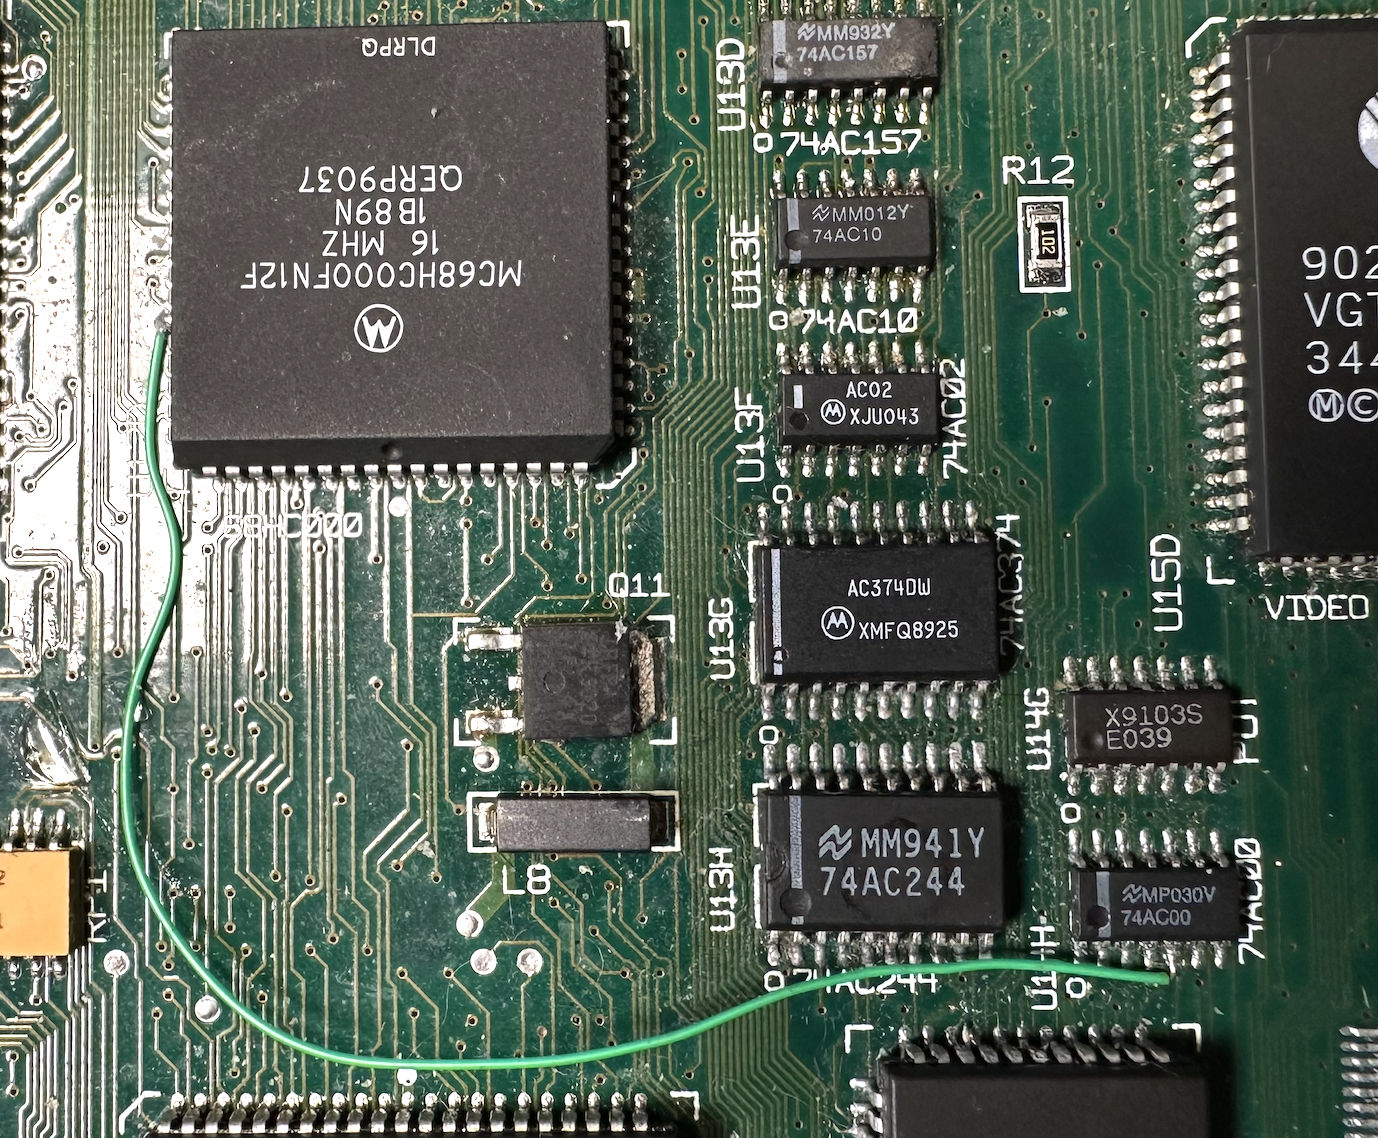 DLRPQ
MC68HC000FN12F
16 MHZ
1B89N
QERP9037
68HC000
U13D
MM932Y
74AC157
74AC157
U13E
MM012Y
74AC10
74AC10
R12
102
U13F
AC02
XJU043
74AC02
U13G
AC374DW
XMFQ8925
74AC374
Q11
L8
U13H
MM941Y
74AC244
74AC244
902
VGT
344
M C
U15D
VIDEO
U14G
X9103S
E039
POT
U14H
MP030V
74AC00
74AC00